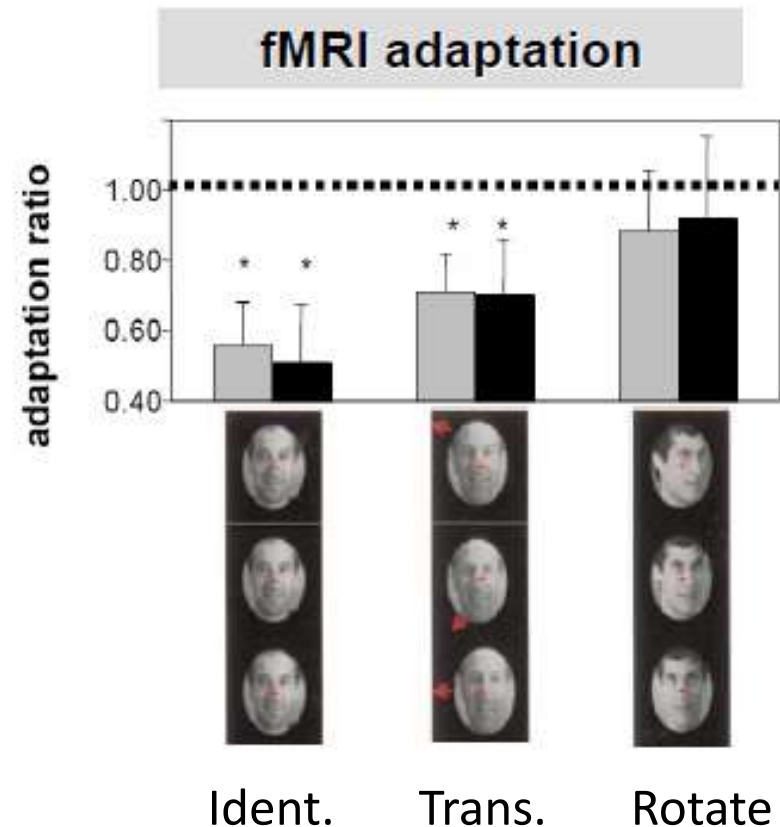 fMRI adaptation
adaptation ratio
1.00
* *
0.80
* *
0.60
0.40
Ident. Trans. Rotate